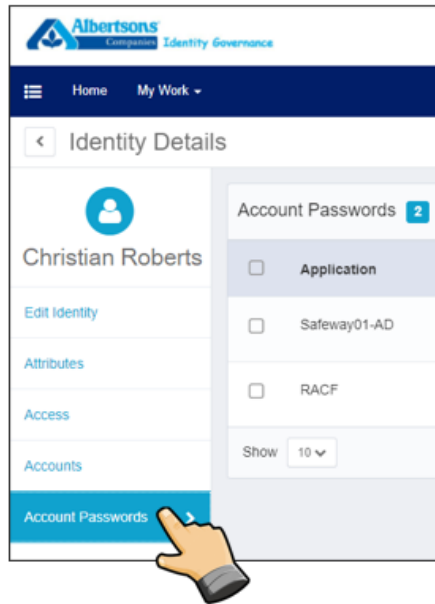 Albertsons
Companies Identity Governance
Home My Work
Identity Details
Christian Roberts
Edit Identity
Attributes
Access
Accounts
Account Passwords
Account Passwords 2
Application
Safeway01-AD
RACF
Show 10